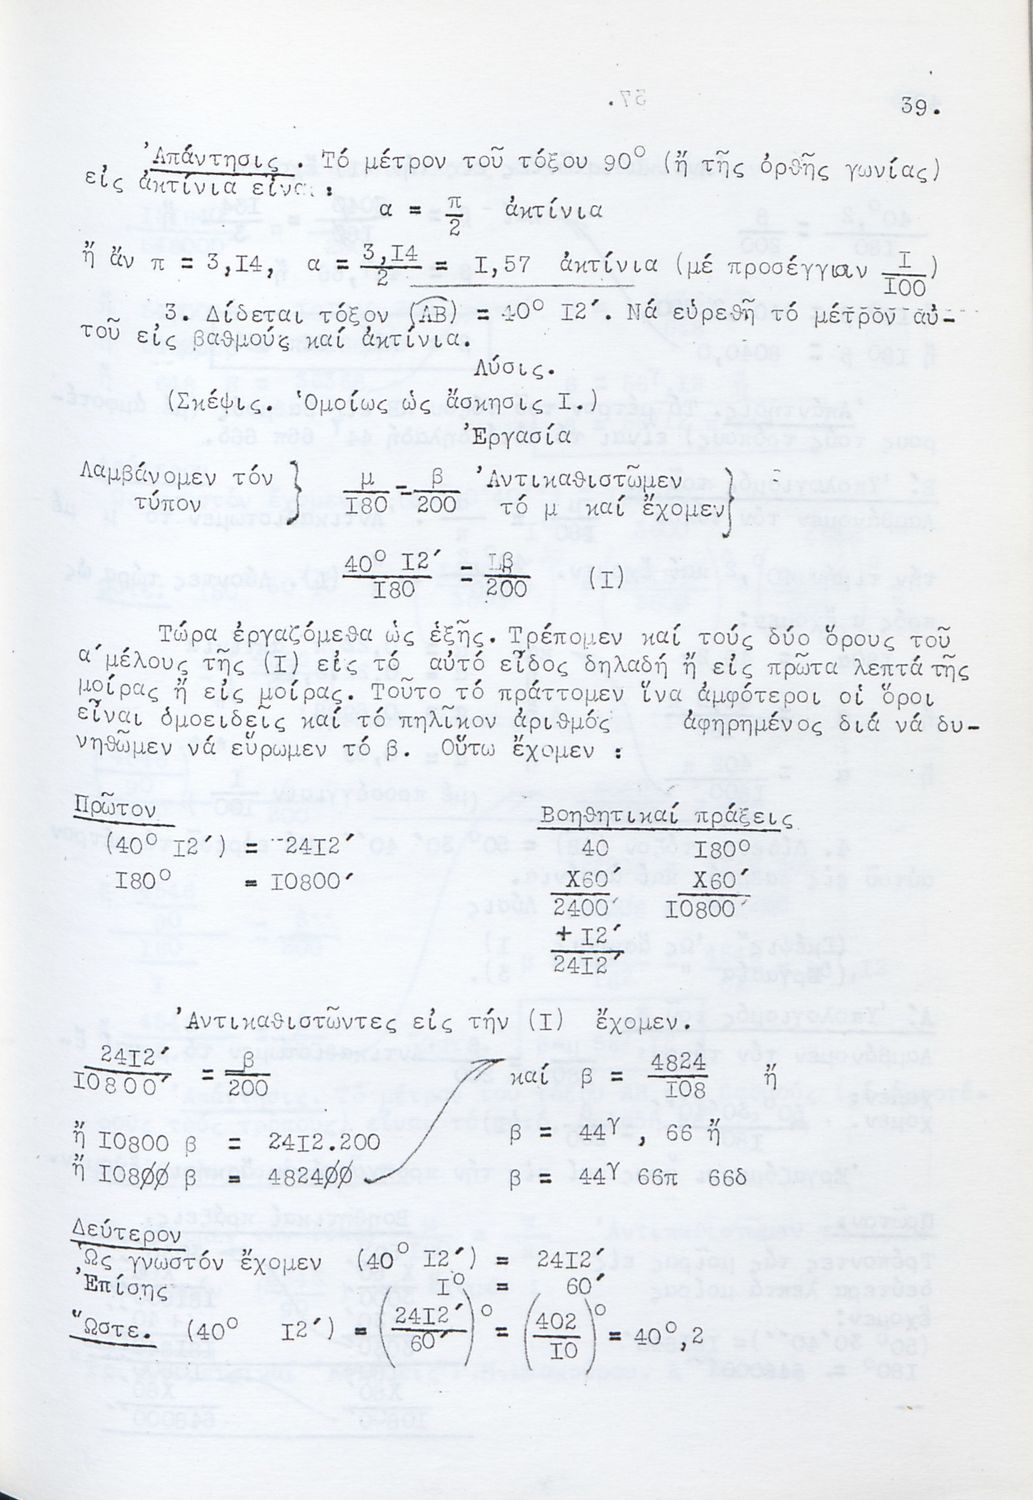 39.
Ἀπάντησις . Τό μέτρον τοῦ τόξου 90° (ἤ τῆς ὀρθῆς γωνίας)
εἰς ἀκτίνια εἶναι:
α = π/2 ἀκτίνια
ἤ ἄν π = 3,14, α = 3,14/2 = 1,57 ἀκτίνια (μέ προσέγγισιν 1/100)
3. Δίδεται τόξον (ΑΒ) = 40° 12´. Νά εὑρεθῇ τό μέτρον αὐ-
τοῦ εἰς βαθμούς καί ἀκτίνια.
Λύσις.
(Σκέψις. Ὁμοίως ὡς ἄσκησις 1.)
Ἐργασία
Λαμβάνομεν τόν τύπον } μ/180 = β/200 Ἀντικαθιστῶμεν τό μ καί ἔχομεν }
40° 12´/180 = β/200 (1)
Τώρα ἐργαζόμεθα ὡς ἑξῆς. Τρέπομεν καί τούς δύο ὅρους τοῦ
α´ μέλους τῆς (1) εἰς τό αὐτό εἶδος δηλαδή ἤ εἰς πρῶτα λεπτά τῆς
μοίρας ἤ εἰς μοίρας. Τοῦτο τό πράττομεν ἵνα ἀμφότεροι οἱ ὅροι
εἶναι ὁμοειδεῖς καί τό πηλῖκον ἀριθμός ἀφηρημένος διά νά δυ-
νηθῶμεν νά εὕρωμεν τό β. Οὕτω ἔχομεν :
Πρῶτον
(40° 12´) = 2412´
180° = 10800´
Βοηθητικαί πράξεις
40 180°
Χ60´ Χ60´
2400´ 10800´
+ 12´
2412´
Ἀντικαθιστῶντες εἰς τήν (1) ἔχομεν.
2412´/10800´ = β/200
ἤ 10800 β = 2412.200
ἤ 10800 β = 482400
καί β = 4824/108 ἤ
β = 44γ , 66 ἤ
β = 44γ 66π 66δ
Δεύτερον
Ὡς γνωστόν ἔχομεν (40° 12´) = 2412´
Ἐπίσης 1° = 60´
Ὥστε. (40° 12´) = (2412´/60´)° = (402/10)° = 40°,2